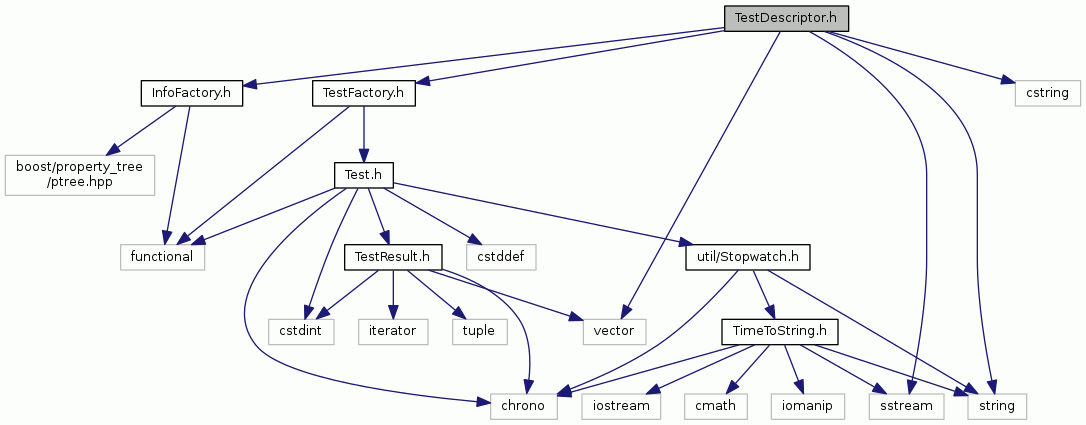 TestDescriptor.h
InfoFactory.h
TestFactory.h
cstring
boost/property_tree
/ptree.hpp
Test.h
functional
TestResult.h
cstddef
util/Stopwatch.h
cstdint
iterator
tuple
vector
TimeToString.h
chrono
iostream
cmath
iomanip
sstream
string